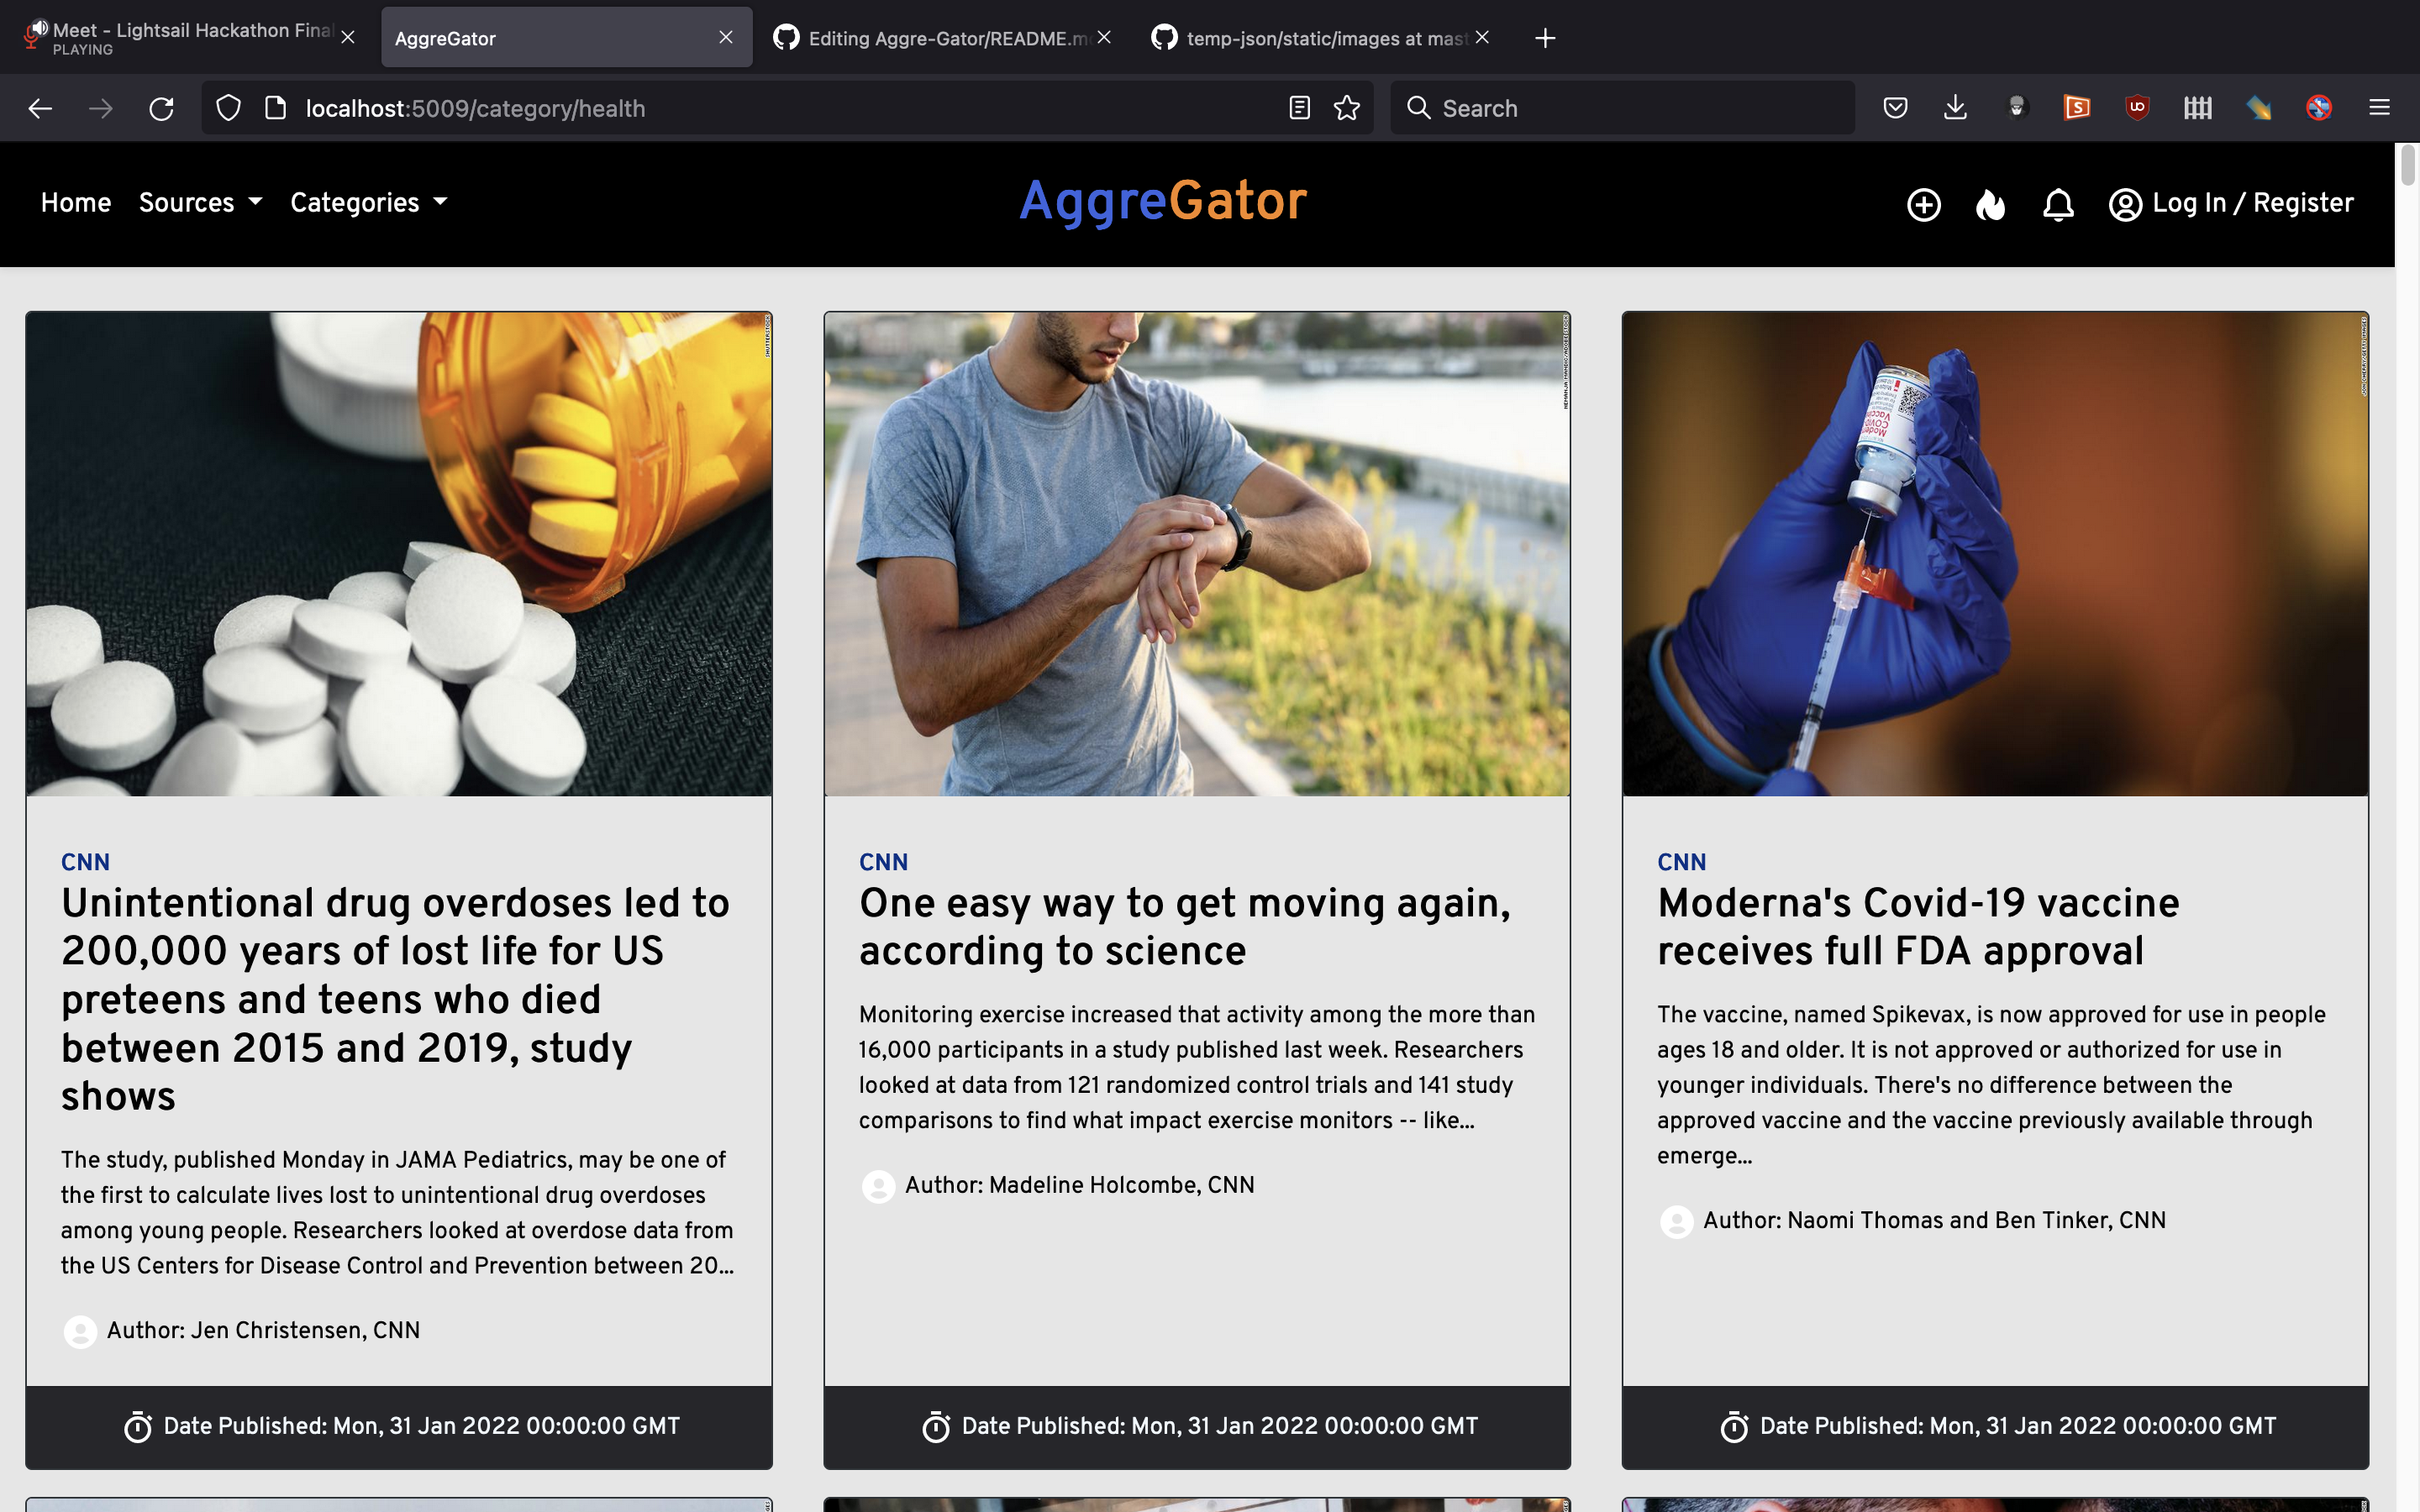 Meet - Lightsail Hackathon Final
PLAYING
AggreGator
Editing Aggre-Gator/README.m
temp-json/static/images at mast
localhost:5009/category/health
Search
Home Sources Categories
AggreGator
Log In / Register
SHUTTERSTOCK
CNN
Unintentional drug overdoses led to
200,000 years of lost life for US
preteens and teens who died
between 2015 and 2019, study
shows
The study, published Monday in JAMA Pediatrics, may be one of
the first to calculate lives lost to unintentional drug overdoses
among young people. Researchers looked at overdose data from
the US Centers for Disease Control and Prevention between 20...
Author: Jen Christensen, CNN
Date Published: Mon, 31 Jan 2022 00:00:00 GMT
CNN
One easy way to get moving again,
according to science
Monitoring exercise increased that activity among the more than
16,000 participants in a study published last week. Researchers
looked at data from 121 randomized control trials and 141 study
comparisons to find what impact exercise monitors -- like...
Author: Madeline Holcombe, CNN
Date Published: Mon, 31 Jan 2022 00:00:00 GMT
CNN
Moderna's Covid-19 vaccine
receives full FDA approval
The vaccine, named Spikevax, is now approved for use in people
ages 18 and older. It is not approved or authorized for use in
younger individuals. There's no difference between the
approved vaccine and the vaccine previously available through
emerge...
Author: Naomi Thomas and Ben Tinker, CNN
Date Published: Mon, 31 Jan 2022 00:00:00 GMT